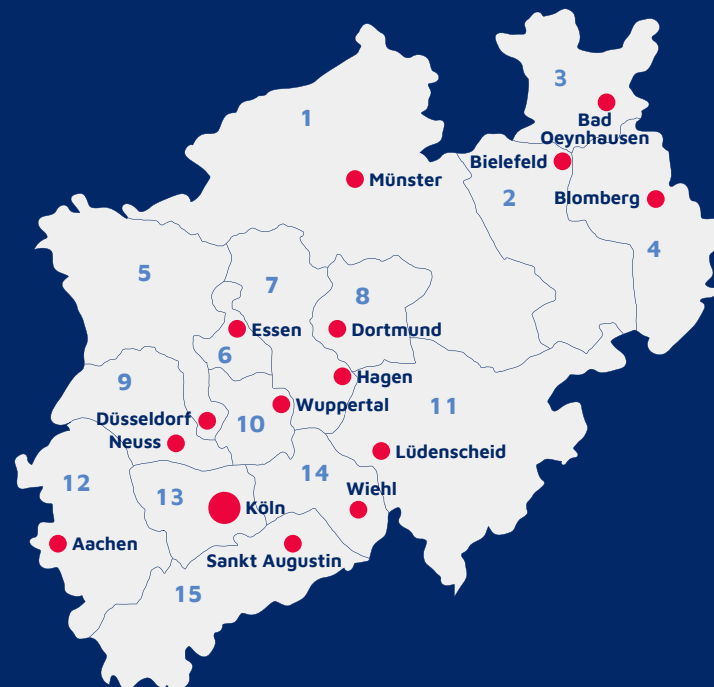 3
Bad
Oeynhausen
1
Bielefeld
Münster
2
Blomberg
4
5
7
8
Essen
Dortmund
6
Hagen
9
Wuppertal
11
Düsseldorf
10
Neuss
Lüdenscheid
14
12
Wiehl
13
Köln
Aachen
Sankt Augustin
15